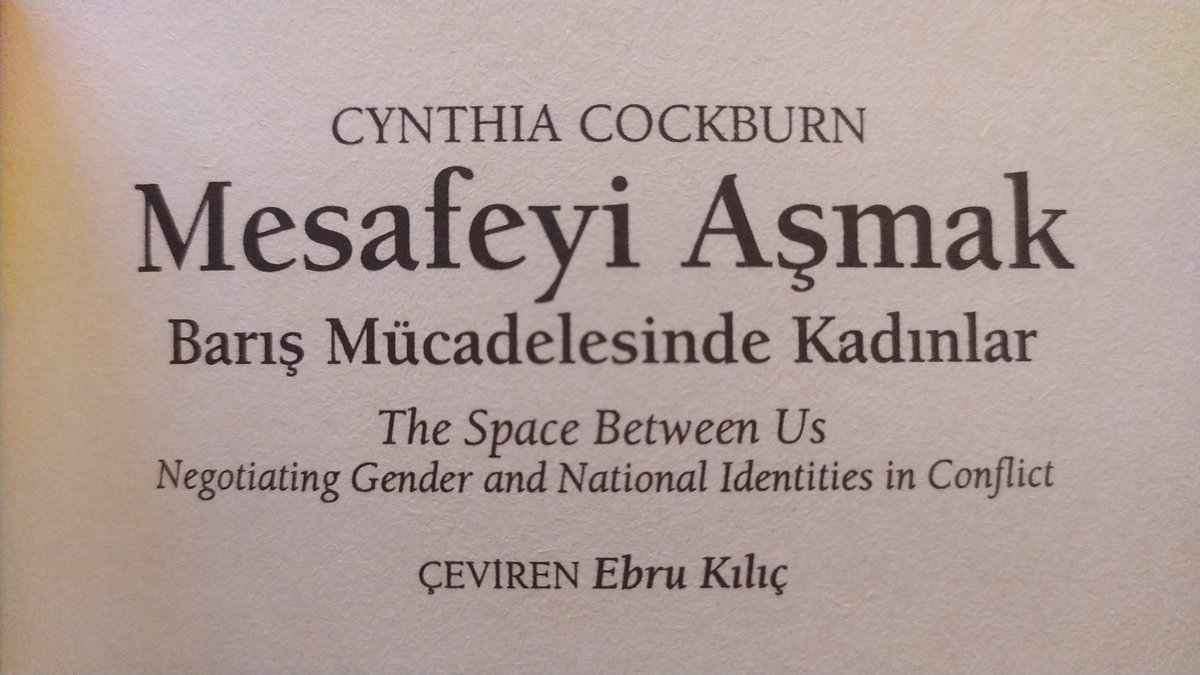 CYNTHIA COCKBURN
Mesafeyi Aşmak
Barış Mücadelesinde Kadınlar
The Space Between Us
Negotiating Gender and National Identities in Conflict
ÇEVİREN Ebru Kılıç